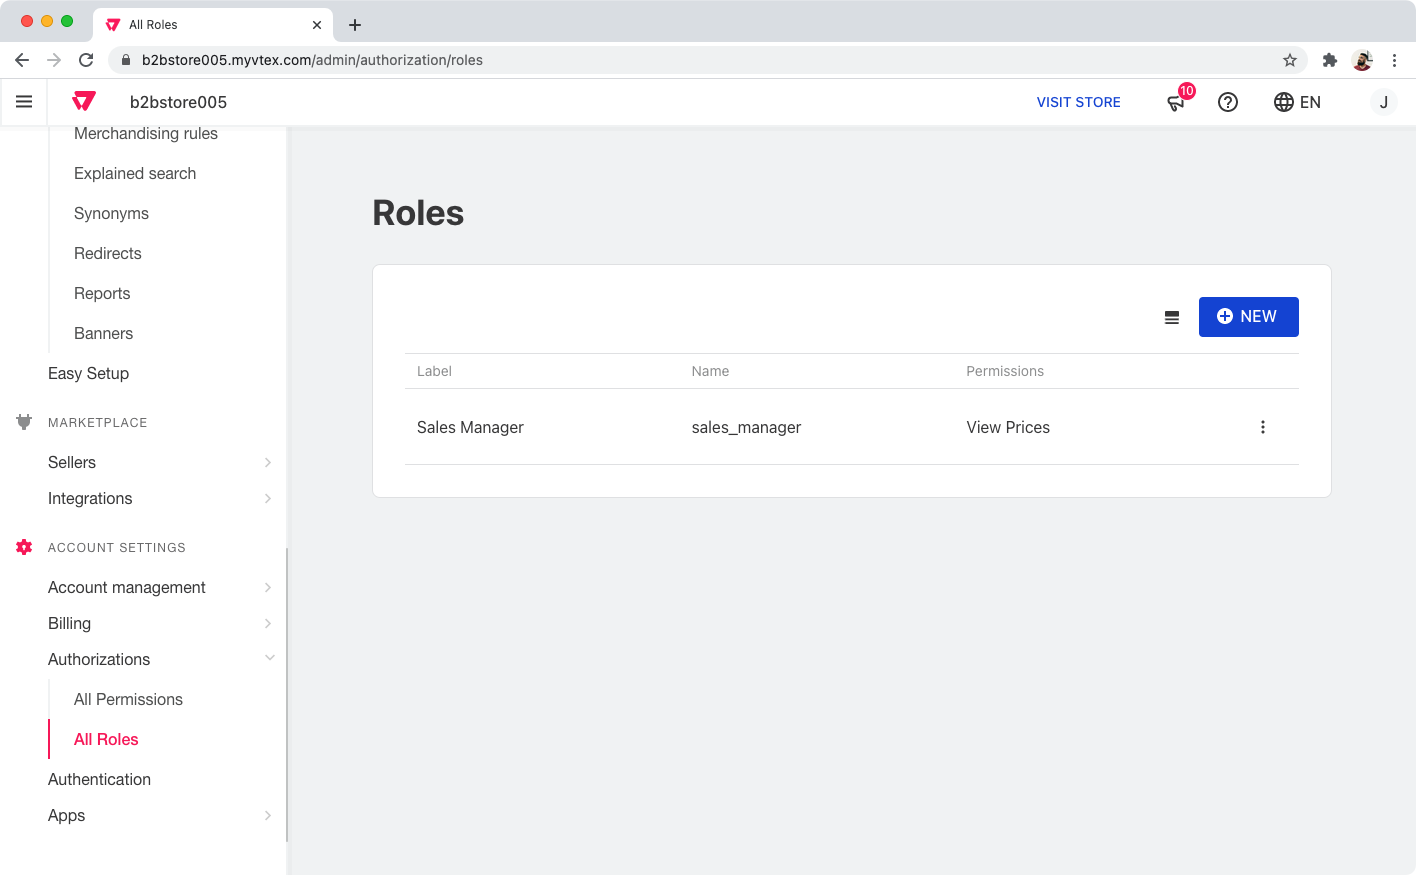 All Roles
b2bstore005.myvtex.com/admin/authorization/roles
b2bstore005
VISIT STORE
10
EN
J
Merchandising rules
Explained search
Synonyms
Redirects
Reports
Banners
Easy Setup
MARKETPLACE
Sellers
Integrations
ACCOUNT SETTINGS
Account management
Billing
Authorizations
All Permissions
All Roles
Authentication
Apps
Roles
NEW
Label Name Permissions
Sales Manager sales_manager View Prices